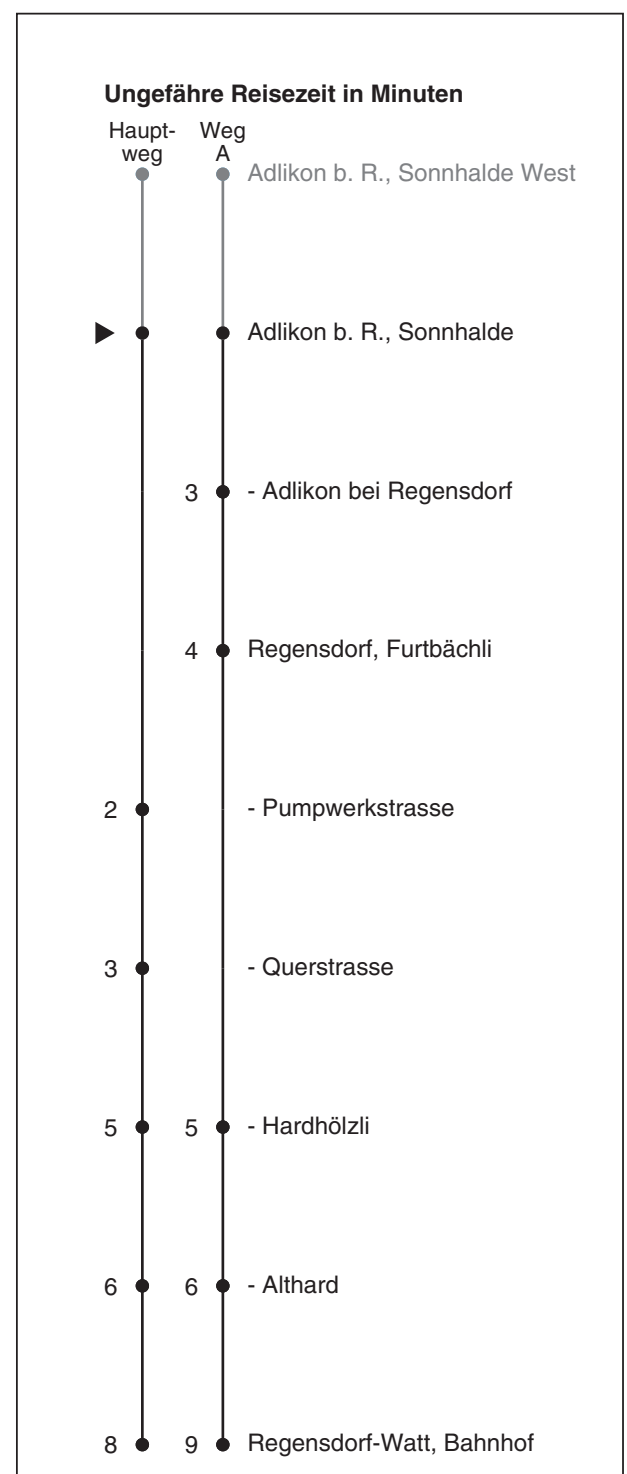 Ungefähre Reisezeit in Minuten
Haupt- Weg
weg A
Adlikon b. R., Sonnhalde West
Adlikon b. R., Sonnhalde
3 - Adlikon bei Regensdorf
4 Regensdorf, Furtbächli
2 - Pumpwerkstrasse
3 - Querstrasse
5 5 - Hardhölzli
6 6 - Althard
8 9 Regensdorf-Watt, Bahnhof